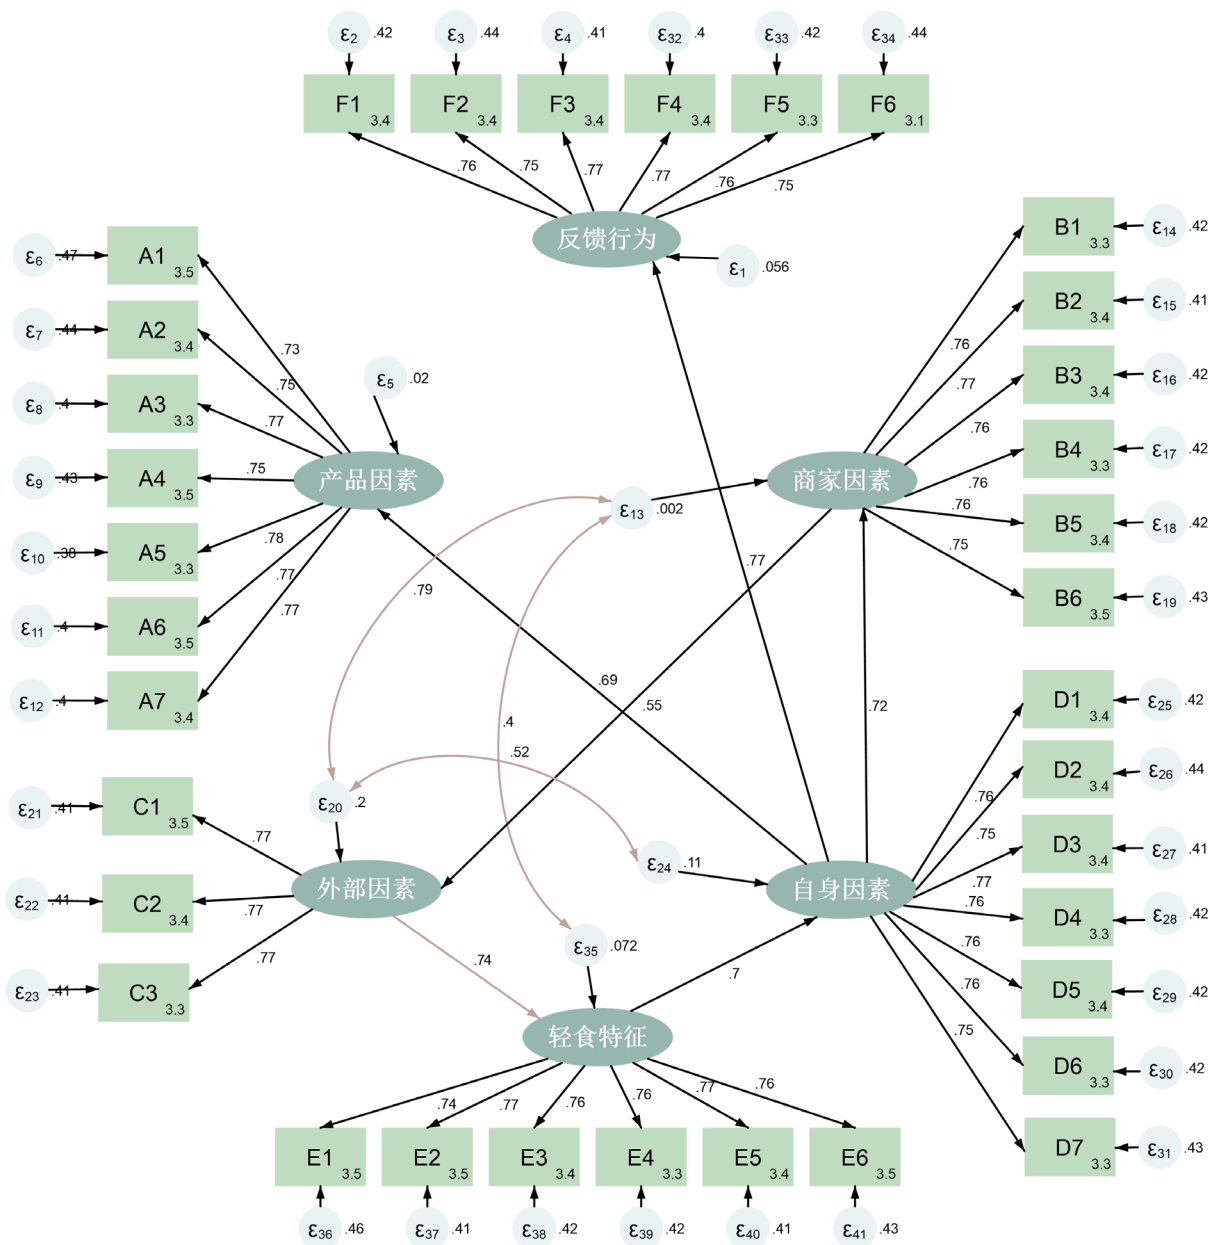 ε2 .42 ε3 .44 ε4 .41 ε32 .4 ε33 .42 ε34 .44
F1 3.4 F2 3.4 F3 3.4 F4 3.4 F5 3.3 F6 3.1
.76 .75 .77 .77 .76 .75
反馈行为
ε1 .056
ε6 .47 A1 3.5
ε7 .44 A2 3.4
ε8 .4 A3 3.3
ε9 .43 A4 3.5
ε10 .38 A5 3.3
ε11 .4 A6 3.5
ε12 .4 A7 3.4
.73
.75
.77
.75
.78
.77
.77
ε5 .02
产品因素
B1 3.3 ε14 .42
B2 3.4 ε15 .41
B3 3.4 ε16 .42
B4 3.3 ε17 .42
B5 3.4 ε18 .42
B6 3.5 ε19 .43
.76
.77
.76
.76
.76
.75
商家因素
ε13 .002
.79
.77
.69
.55
.4
.52
.72
ε20 .2
ε21 .41 C1 3.5
ε22 .41 C2 3.4
ε23 .41 C3 3.3
.77
.77
.77
外部因素
ε24 .11
自身因素
D1 3.4 ε25 .42
D2 3.4 ε26 .44
D3 3.4 ε27 .41
D4 3.3 ε28 .42
D5 3.4 ε29 .42
D6 3.3 ε30 .42
D7 3.3 ε31 .43
.76
.75
.77
.76
.76
.76
.75
.74
ε35 .072
.7
轻食特征
.74 .77 .76 .76 .77 .76
E1 3.5 E2 3.5 E3 3.4 E4 3.3 E5 3.4 E6 3.5
ε36 .46 ε37 .41 ε38 .42 ε39 .42 ε40 .41 ε41 .43